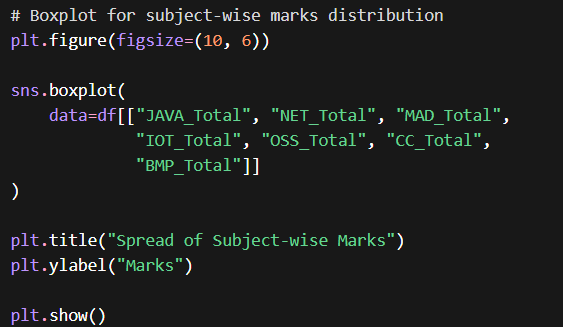 # Boxplot for subject-wise marks distribution
plt.figure(figsize=(10, 6))
sns.boxplot(
    data=df[["JAVA_Total", "NET_Total", "MAD_Total",
             "IOT_Total", "OSS_Total", "CC_Total",
             "BMP_Total"]]
)
plt.title("Spread of Subject-wise Marks")
plt.ylabel("Marks")
plt.show()